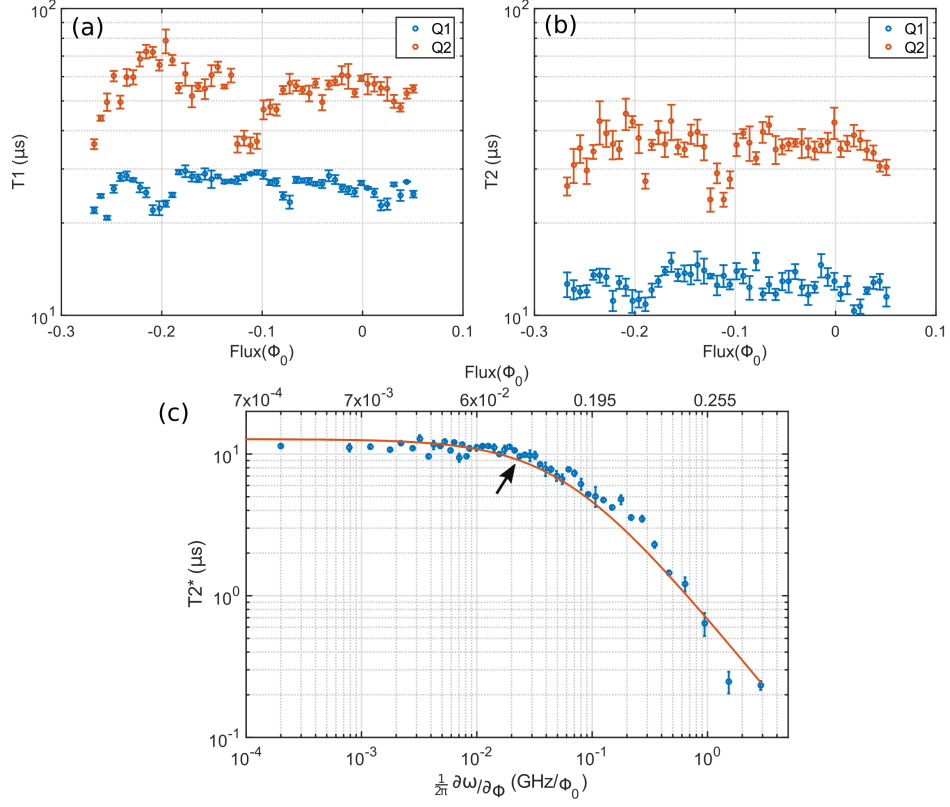 (a)
10²
10¹
T1 (μs)
Q1
Q2
-0.3 -0.2 -0.1 0 0.1
Flux(Φ₀)
(b)
10²
10¹
T2 (μs)
Q1
Q2
-0.3 -0.2 -0.1 0 0.1
Flux(Φ₀)
(c)
Flux(Φ₀)
7x10⁻⁴ 7x10⁻³ 6x10⁻² 0.195 0.255
10¹
10⁰
10⁻¹
T2* (μs)
10⁻⁴ 10⁻³ 10⁻² 10⁻¹ 10⁰
1/2π ∂ω/∂Φ (GHz/Φ₀)